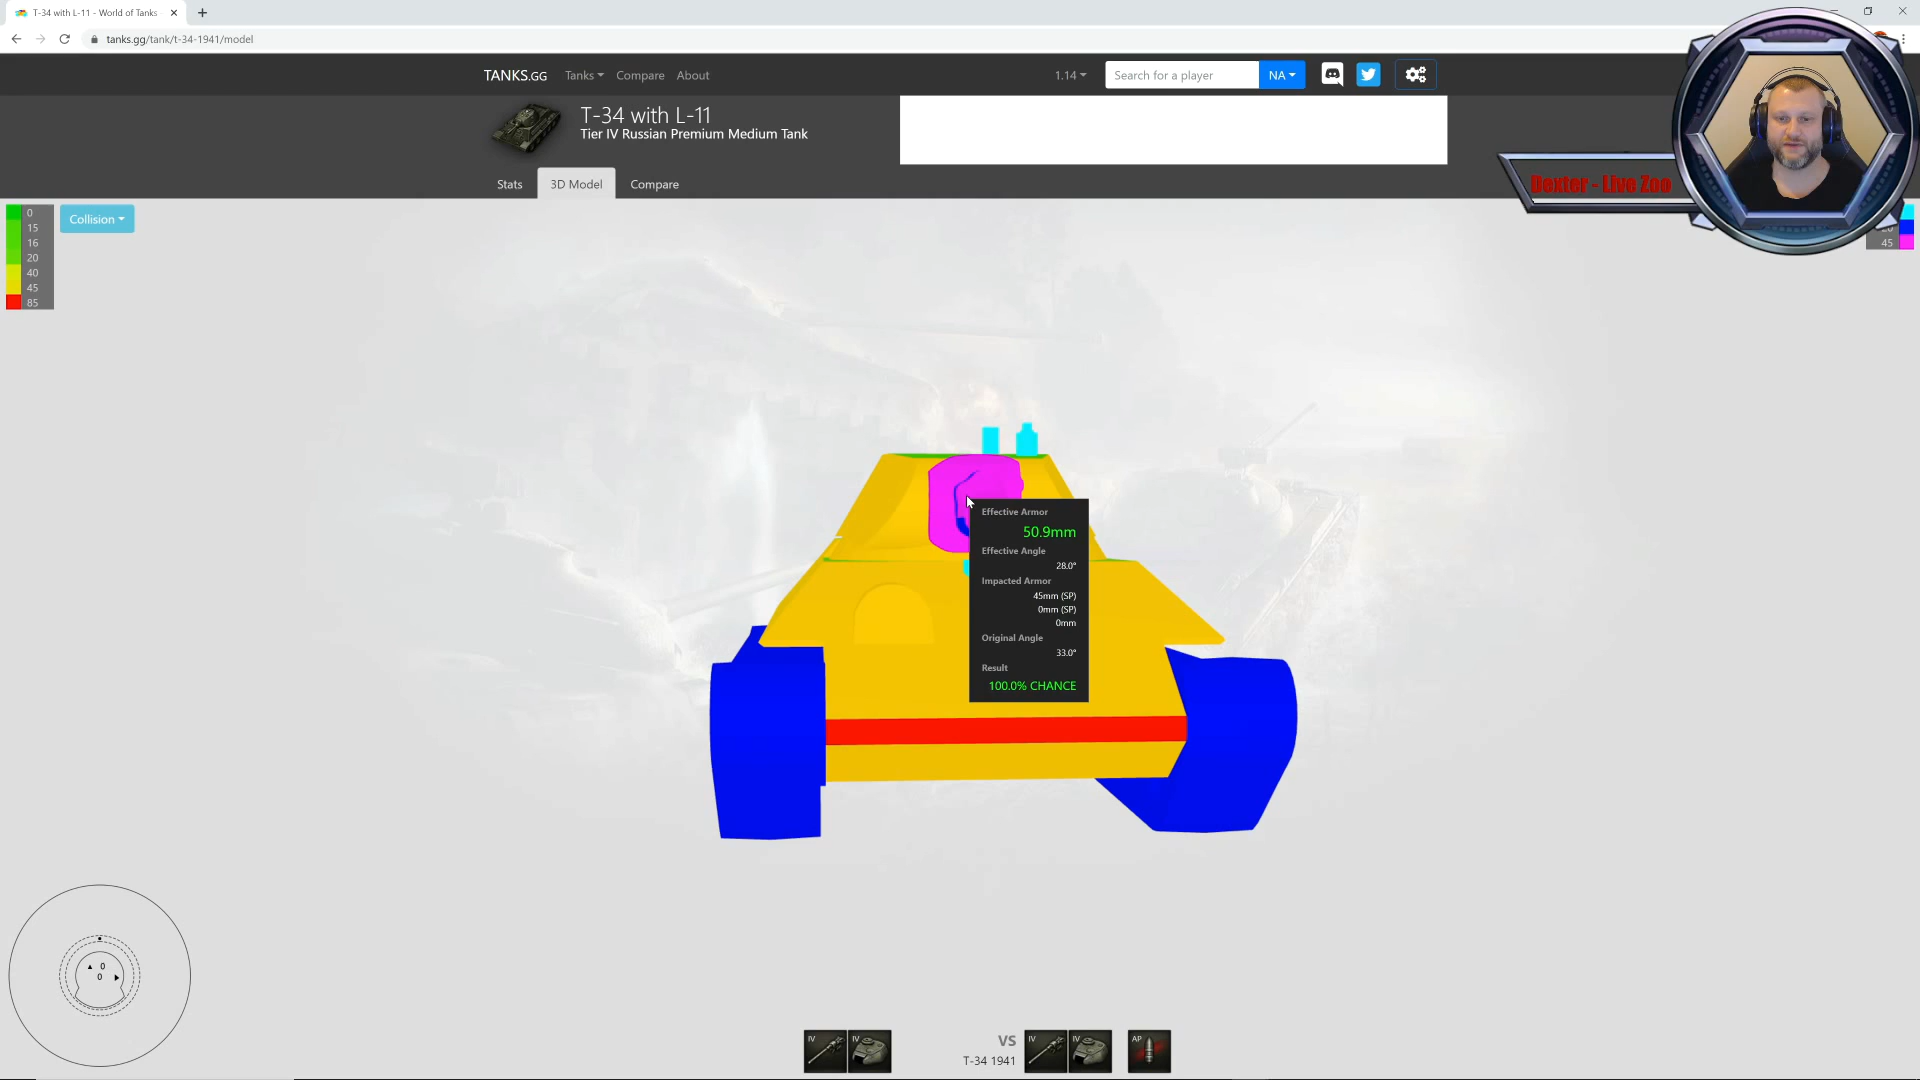 T-34 with L-11 - World of Tanks
tanks.gg/tank/t-34-1941/model
TANKS.GG
Tanks
Compare
About
1.14
Search for a player
NA
T-34 with L-11
Tier IV Russian Premium Medium Tank
Stats
3D Model
Compare
Dexter - Live Zoo
0
15
16
20
40
45
85
Collision
45
Effective Armor
50.9mm
Effective Angle
28.0°
Impacted Armor
45mm (SP)
0mm (SP)
0mm
Original Angle
33.0°
Result
100.0% CHANCE
0
0
IV
IV
VS
T-34 1941
IV
IV
AP